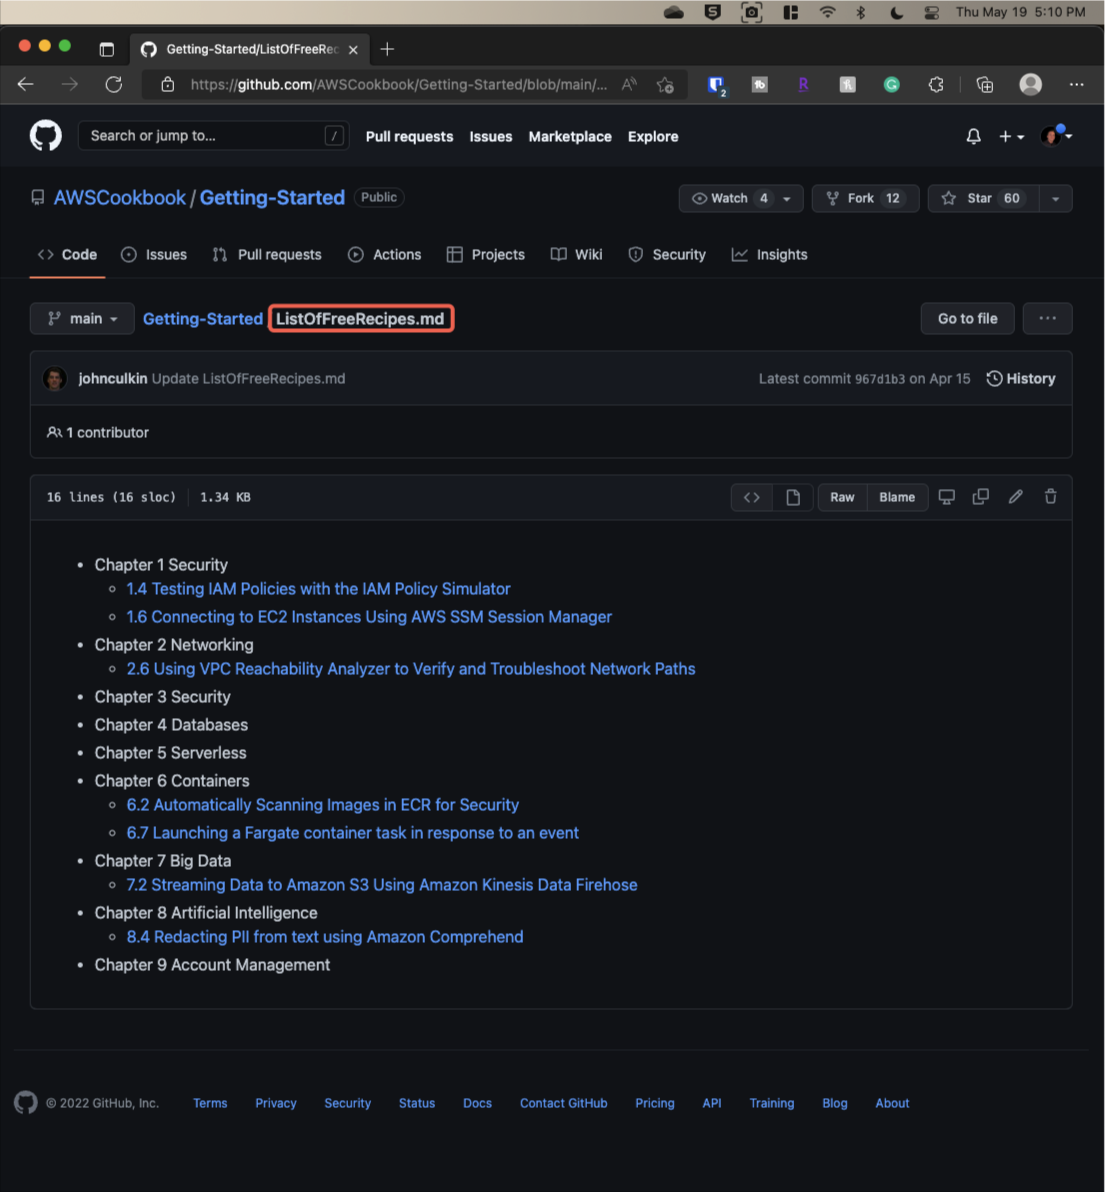 Thu May 19 5:10 PM
Getting-Started/ListOfFreeRec
https://github.com/AWSCookbook/Getting-Started/blob/main/...
2
Search or jump to... /
Pull requests Issues Marketplace Explore
AWSCookbook / Getting-Started Public
Watch 4 Fork 12 Star 60
Code Issues Pull requests Actions Projects Wiki Security Insights
main Getting-Started ListOfFreeRecipes.md Go to file ...
johnculkin Update ListOfFreeRecipes.md Latest commit 967d1b3 on Apr 15 History
1 contributor
16 lines (16 sloc) 1.34 KB Raw Blame
• Chapter 1 Security
◦ 1.4 Testing IAM Policies with the IAM Policy Simulator
◦ 1.6 Connecting to EC2 Instances Using AWS SSM Session Manager
• Chapter 2 Networking
◦ 2.6 Using VPC Reachability Analyzer to Verify and Troubleshoot Network Paths
• Chapter 3 Security
• Chapter 4 Databases
• Chapter 5 Serverless
• Chapter 6 Containers
◦ 6.2 Automatically Scanning Images in ECR for Security
◦ 6.7 Launching a Fargate container task in response to an event
• Chapter 7 Big Data
◦ 7.2 Streaming Data to Amazon S3 Using Amazon Kinesis Data Firehose
• Chapter 8 Artificial Intelligence
◦ 8.4 Redacting PII from text using Amazon Comprehend
• Chapter 9 Account Management
© 2022 GitHub, Inc. Terms Privacy Security Status Docs Contact GitHub Pricing API Training Blog About